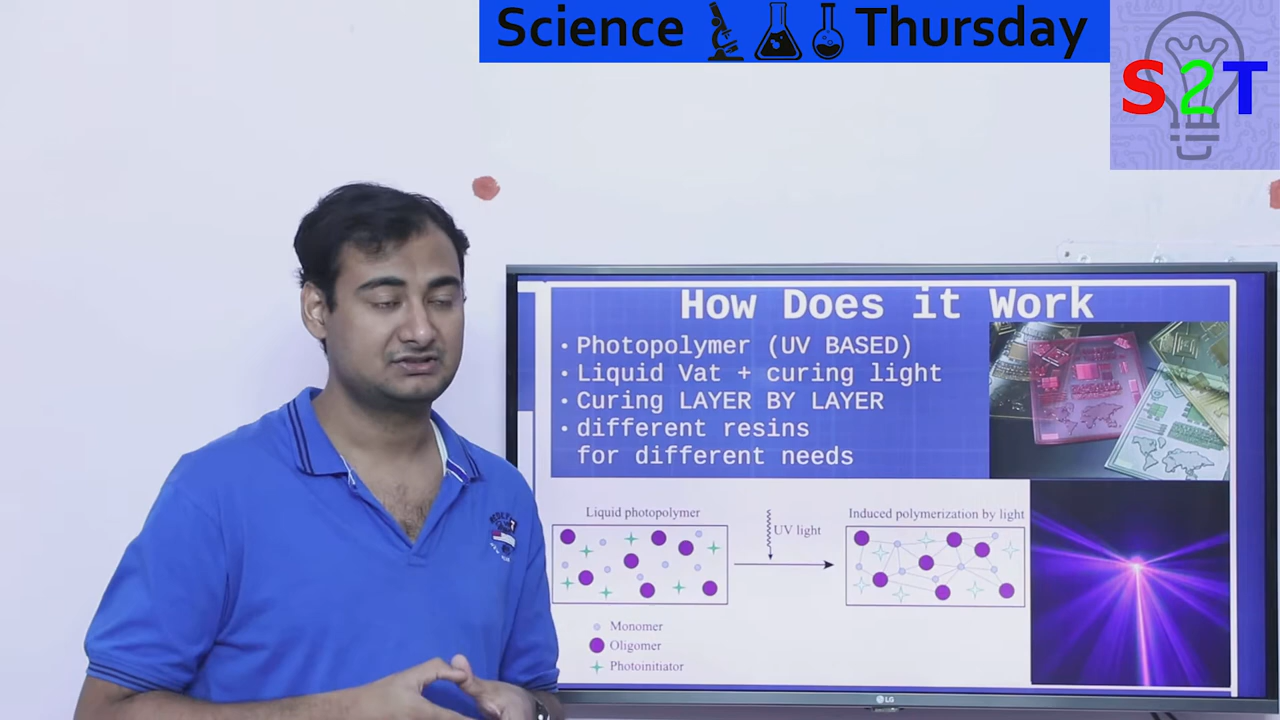 Science Thursday
S2T
How Does it Work
• Photopolymer (UV BASED)
• Liquid Vat + curing light
• Curing LAYER BY LAYER
• different resins
for different needs
Liquid photopolymer
UV light
Induced polymerization by light
Monomer
Oligomer
Photoinitiator
LG